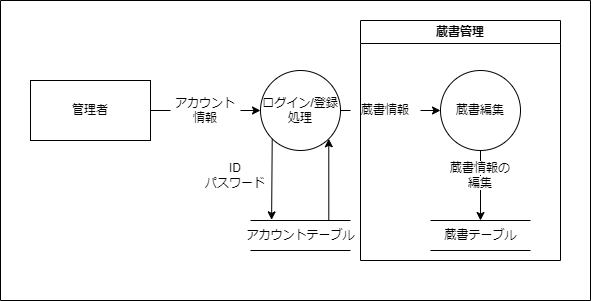 蔵書管理
管理者
アカウント
情報
ログイン/登録
処理
蔵書情報
蔵書編集
ID
パスワード
蔵書情報の
編集
アカウントテーブル
蔵書テーブル